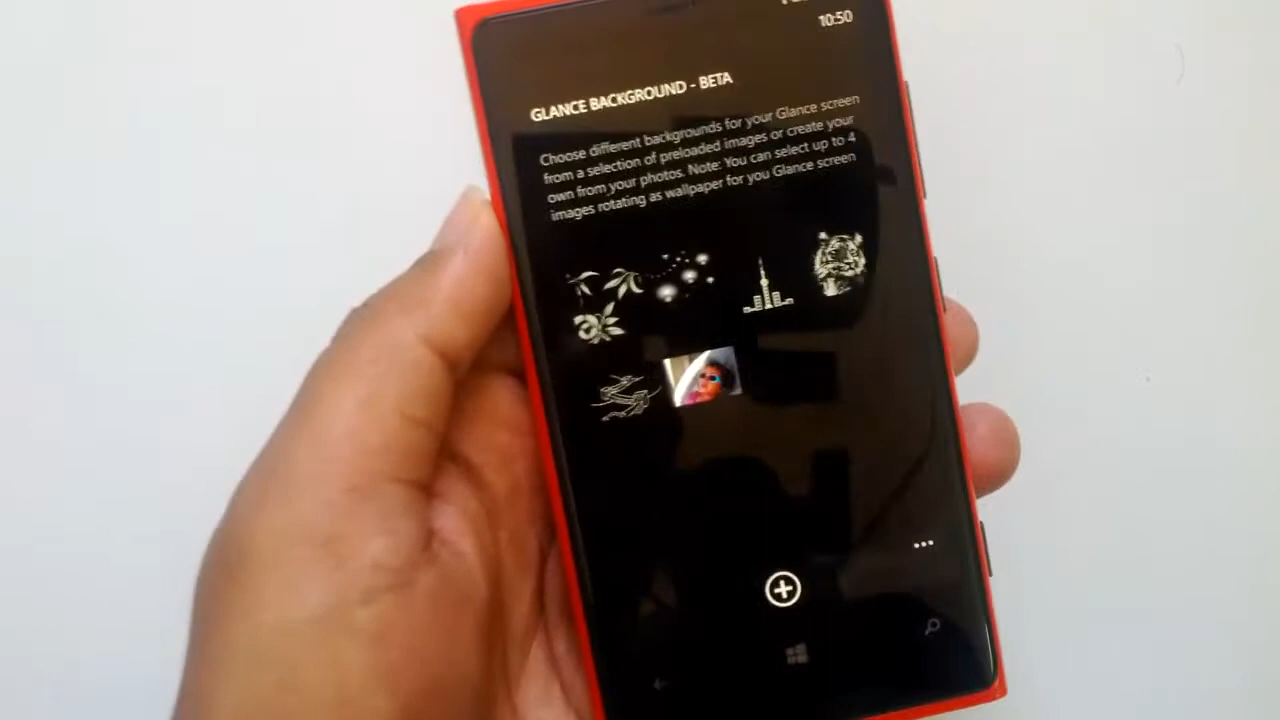 10:50
GLANCE BACKGROUND - BETA
Choose different backgrounds for your Glance screen
from a selection of preloaded images or create your
own from your photos. Note: You can select up to 4
images rotating as wallpaper for you Glance screen